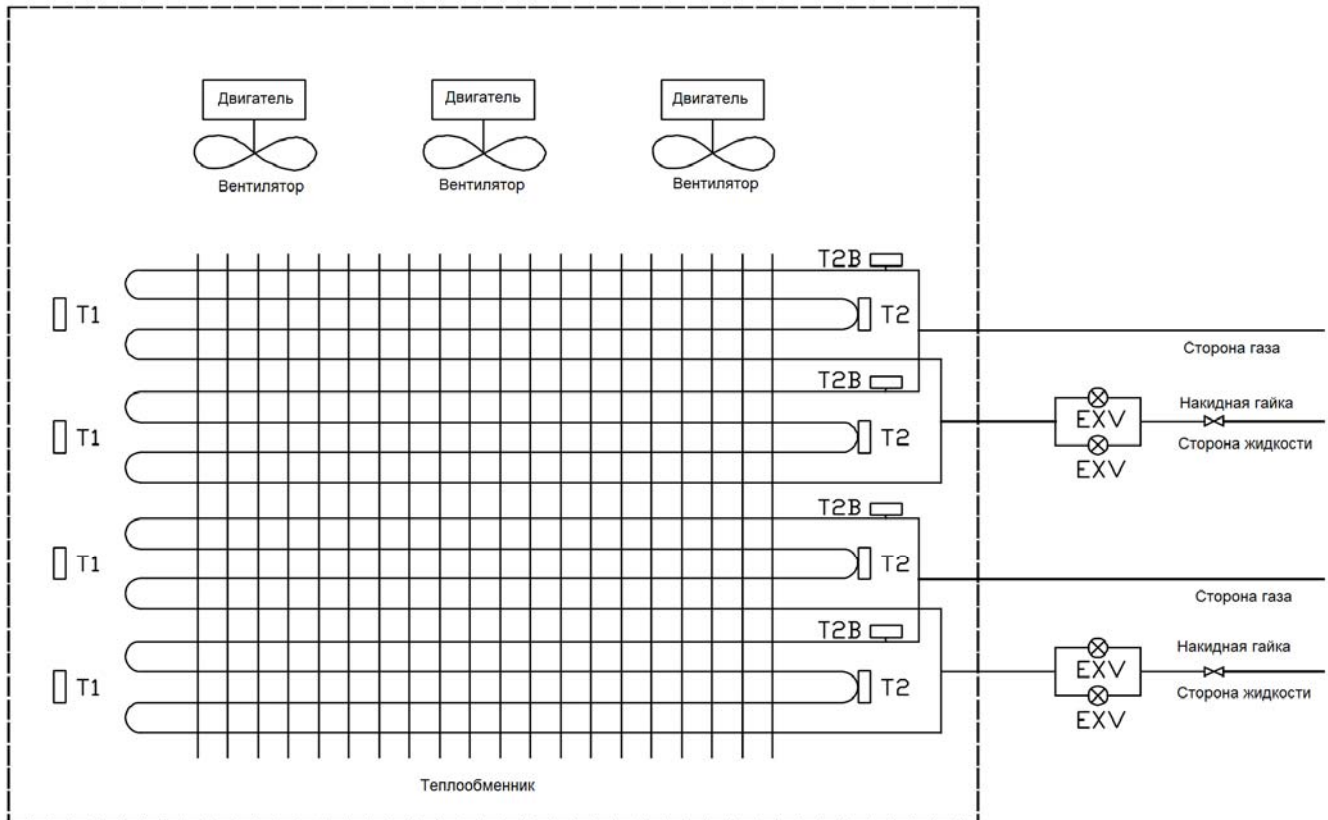 Двигатель Двигатель Двигатель
Вентилятор Вентилятор Вентилятор
T2B
T1 T2
Сторона газа
T2B
Накидная гайка
EXV
T1 T2
Сторона жидкости
EXV
T2B
T1 T2
Сторона газа
T2B
Накидная гайка
EXV
T1 T2
Сторона жидкости
EXV
Теплообменник